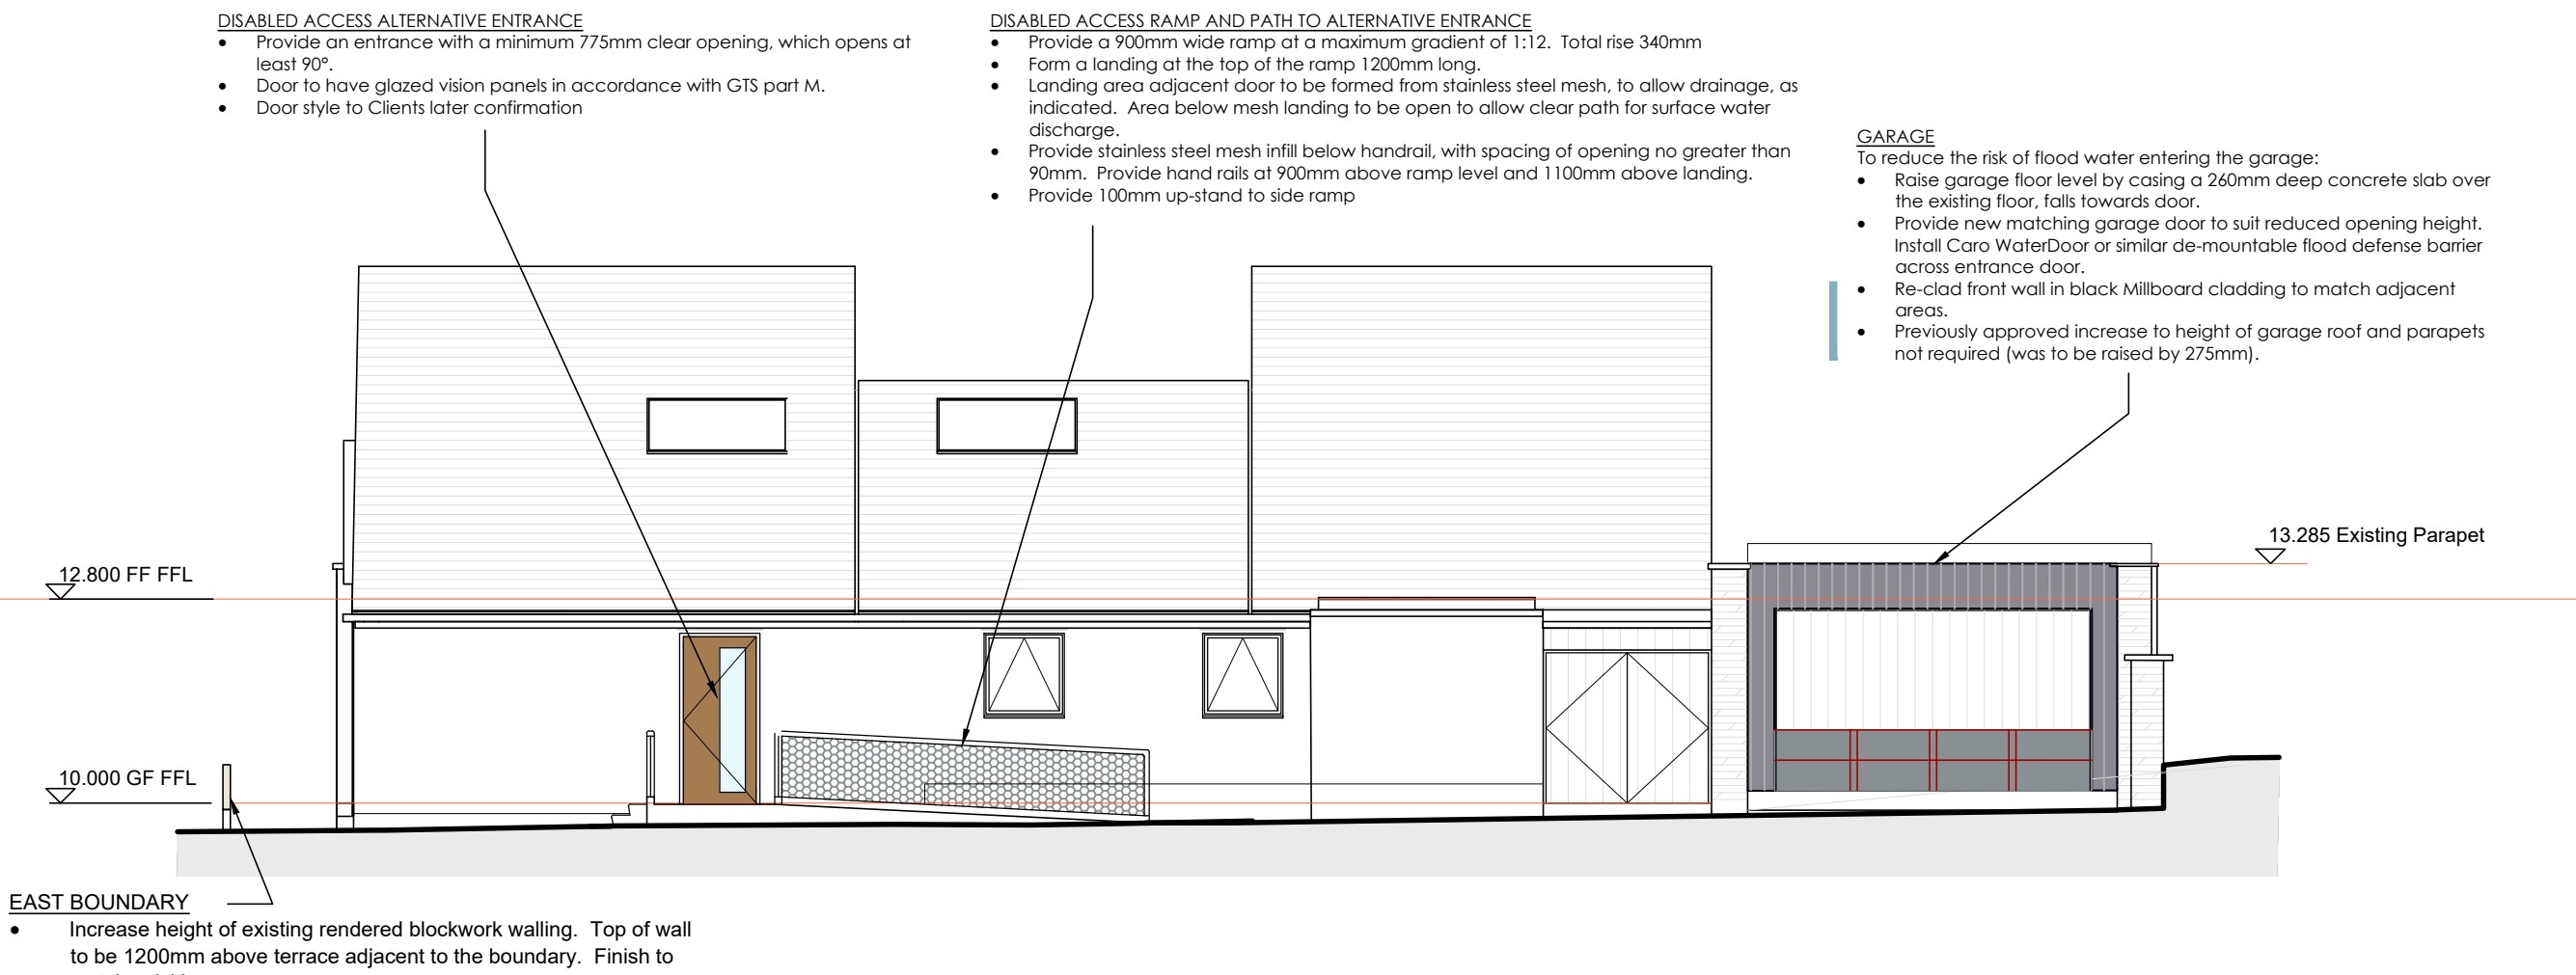 DISABLED ACCESS ALTERNATIVE ENTRANCE
• Provide an entrance with a minimum 775mm clear opening, which opens at
least 90°.
• Door to have glazed vision panels in accordance with GTS part M.
• Door style to Clients later confirmation
DISABLED ACCESS RAMP AND PATH TO ALTERNATIVE ENTRANCE
• Provide a 900mm wide ramp at a maximum gradient of 1:12. Total rise 340mm
• Form a landing at the top of the ramp 1200mm long.
• Landing area adjacent door to be formed from stainless steel mesh, to allow drainage, as
indicated. Area below mesh landing to be open to allow clear path for surface water
discharge.
• Provide stainless steel mesh infill below handrail, with spacing of opening no greater than
90mm. Provide hand rails at 900mm above ramp level and 1100mm above landing.
• Provide 100mm up-stand to side ramp
GARAGE
To reduce the risk of flood water entering the garage:
• Raise garage floor level by casing a 260mm deep concrete slab over
the existing floor, falls towards door.
• Provide new matching garage door to suit reduced opening height.
Install Caro WaterDoor or similar de-mountable flood defense barrier
across entrance door.
• Re-clad front wall in black Millboard cladding to match adjacent
areas.
• Previously approved increase to height of garage roof and parapets
not required (was to be raised by 275mm).
13.285 Existing Parapet
12.800 FF FFL
10.000 GF FFL
EAST BOUNDARY
• Increase height of existing rendered blockwork walling. Top of wall
to be 1200mm above terrace adjacent to the boundary. Finish to